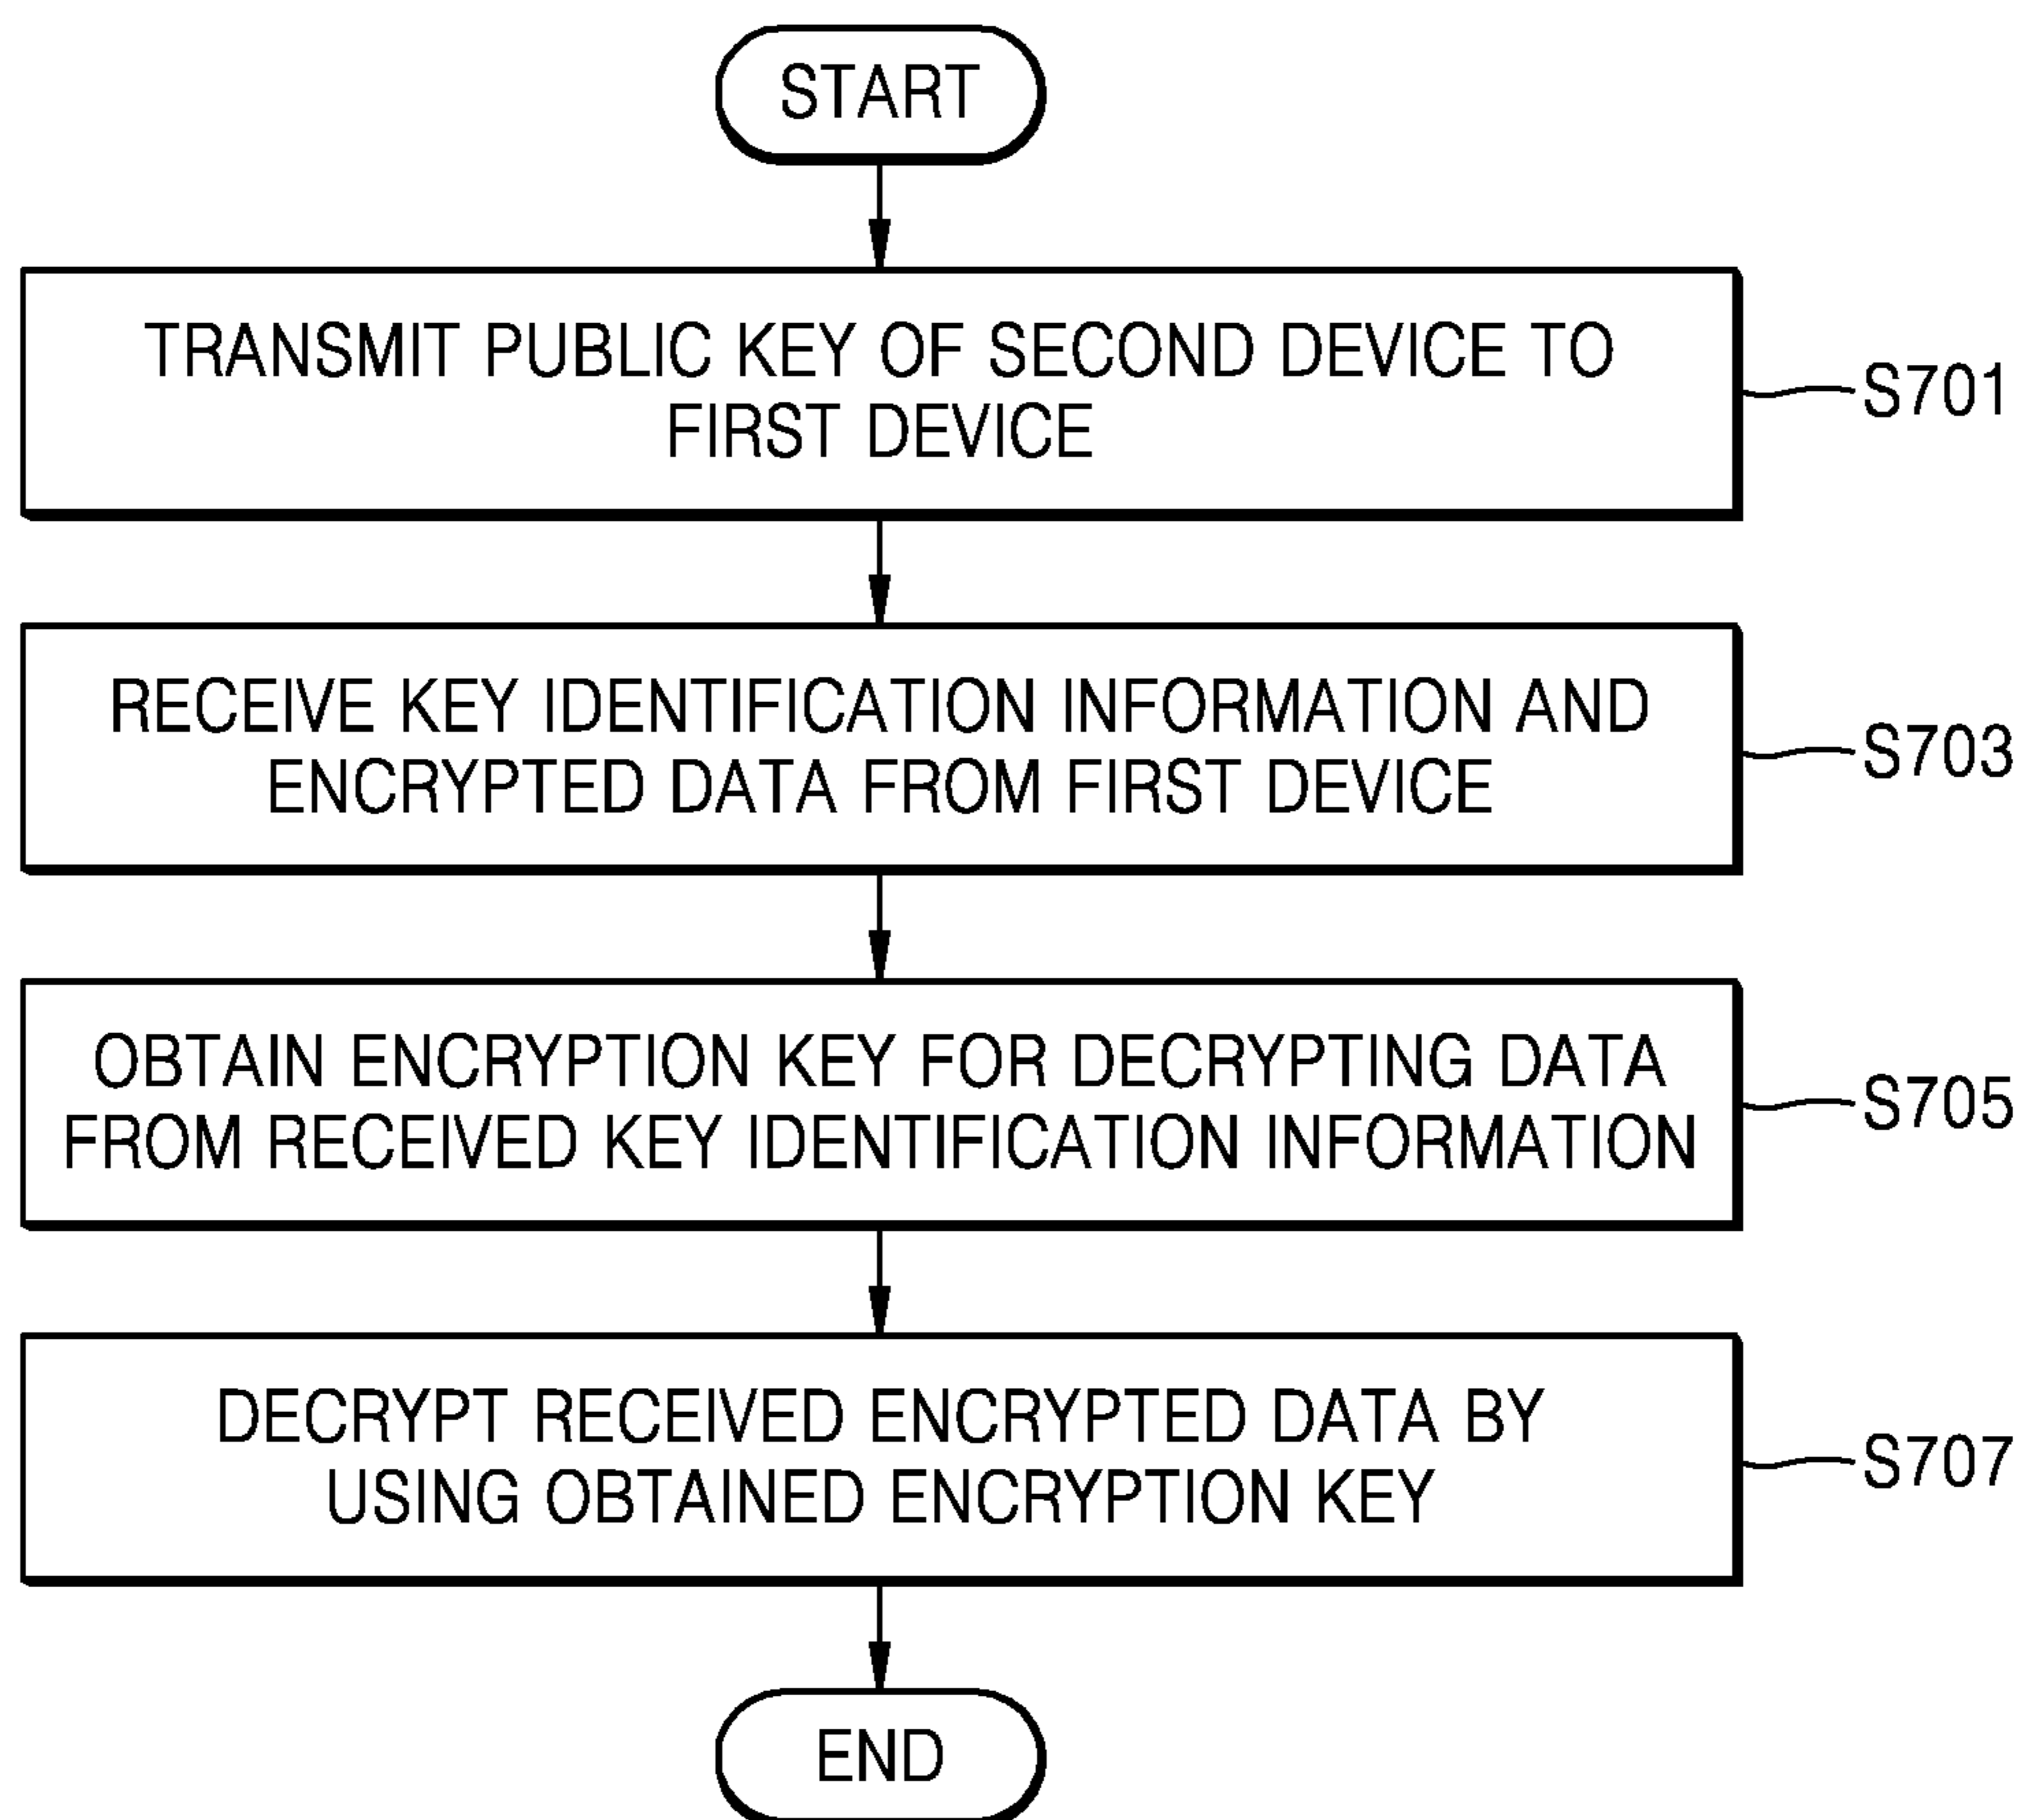 START
TRANSMIT PUBLIC KEY OF SECOND DEVICE TO
FIRST DEVICE
S701
RECEIVE KEY IDENTIFICATION INFORMATION AND
ENCRYPTED DATA FROM FIRST DEVICE
S703
OBTAIN ENCRYPTION KEY FOR DECRYPTING DATA
FROM RECEIVED KEY IDENTIFICATION INFORMATION
S705
DECRYPT RECEIVED ENCRYPTED DATA BY
USING OBTAINED ENCRYPTION KEY
S707
END